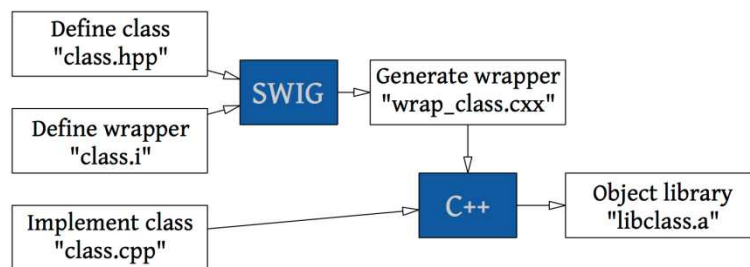 Define class
"class.hpp"
SWIG
Generate wrapper
"wrap_class.cxx"
Define wrapper
"class.i"
C++
Object library
"libclass.a"
Implement class
"class.cpp"